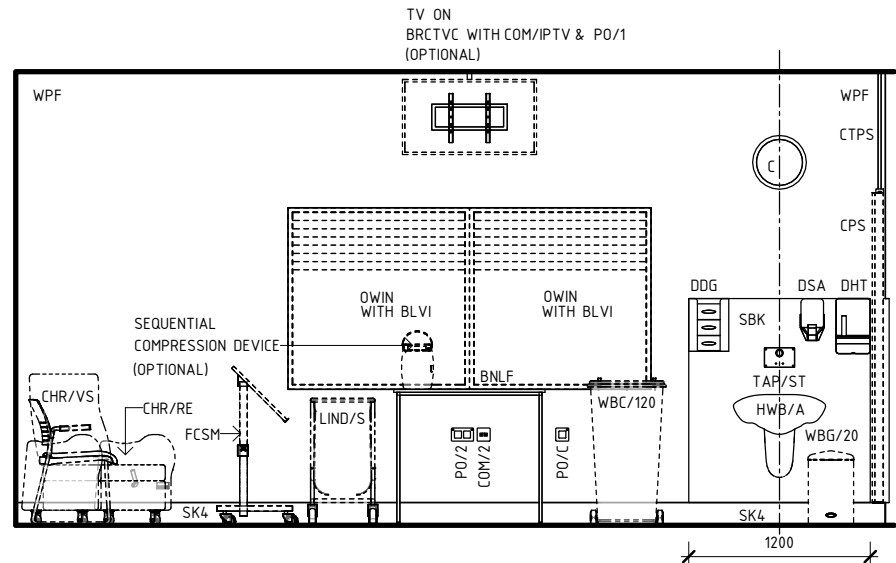 TV ON
BRCTVC WITH COM/IPTV & PO/1
(OPTIONAL)
WPF
WPF
CTPS
C
CPS
DDG
DSA
DHT
OWIN
WITH BLVI
OWIN
WITH BLVI
SBK
SEQUENTIAL
COMPRESSION DEVICE
(OPTIONAL)
BNLF
TAP/ST
CHR/VS
CHR/RE
WBC/120
HWB/A
LIND/S
FCSM
PO/2
COM/2
PO/C
WBG/20
SK4
SK4
1200